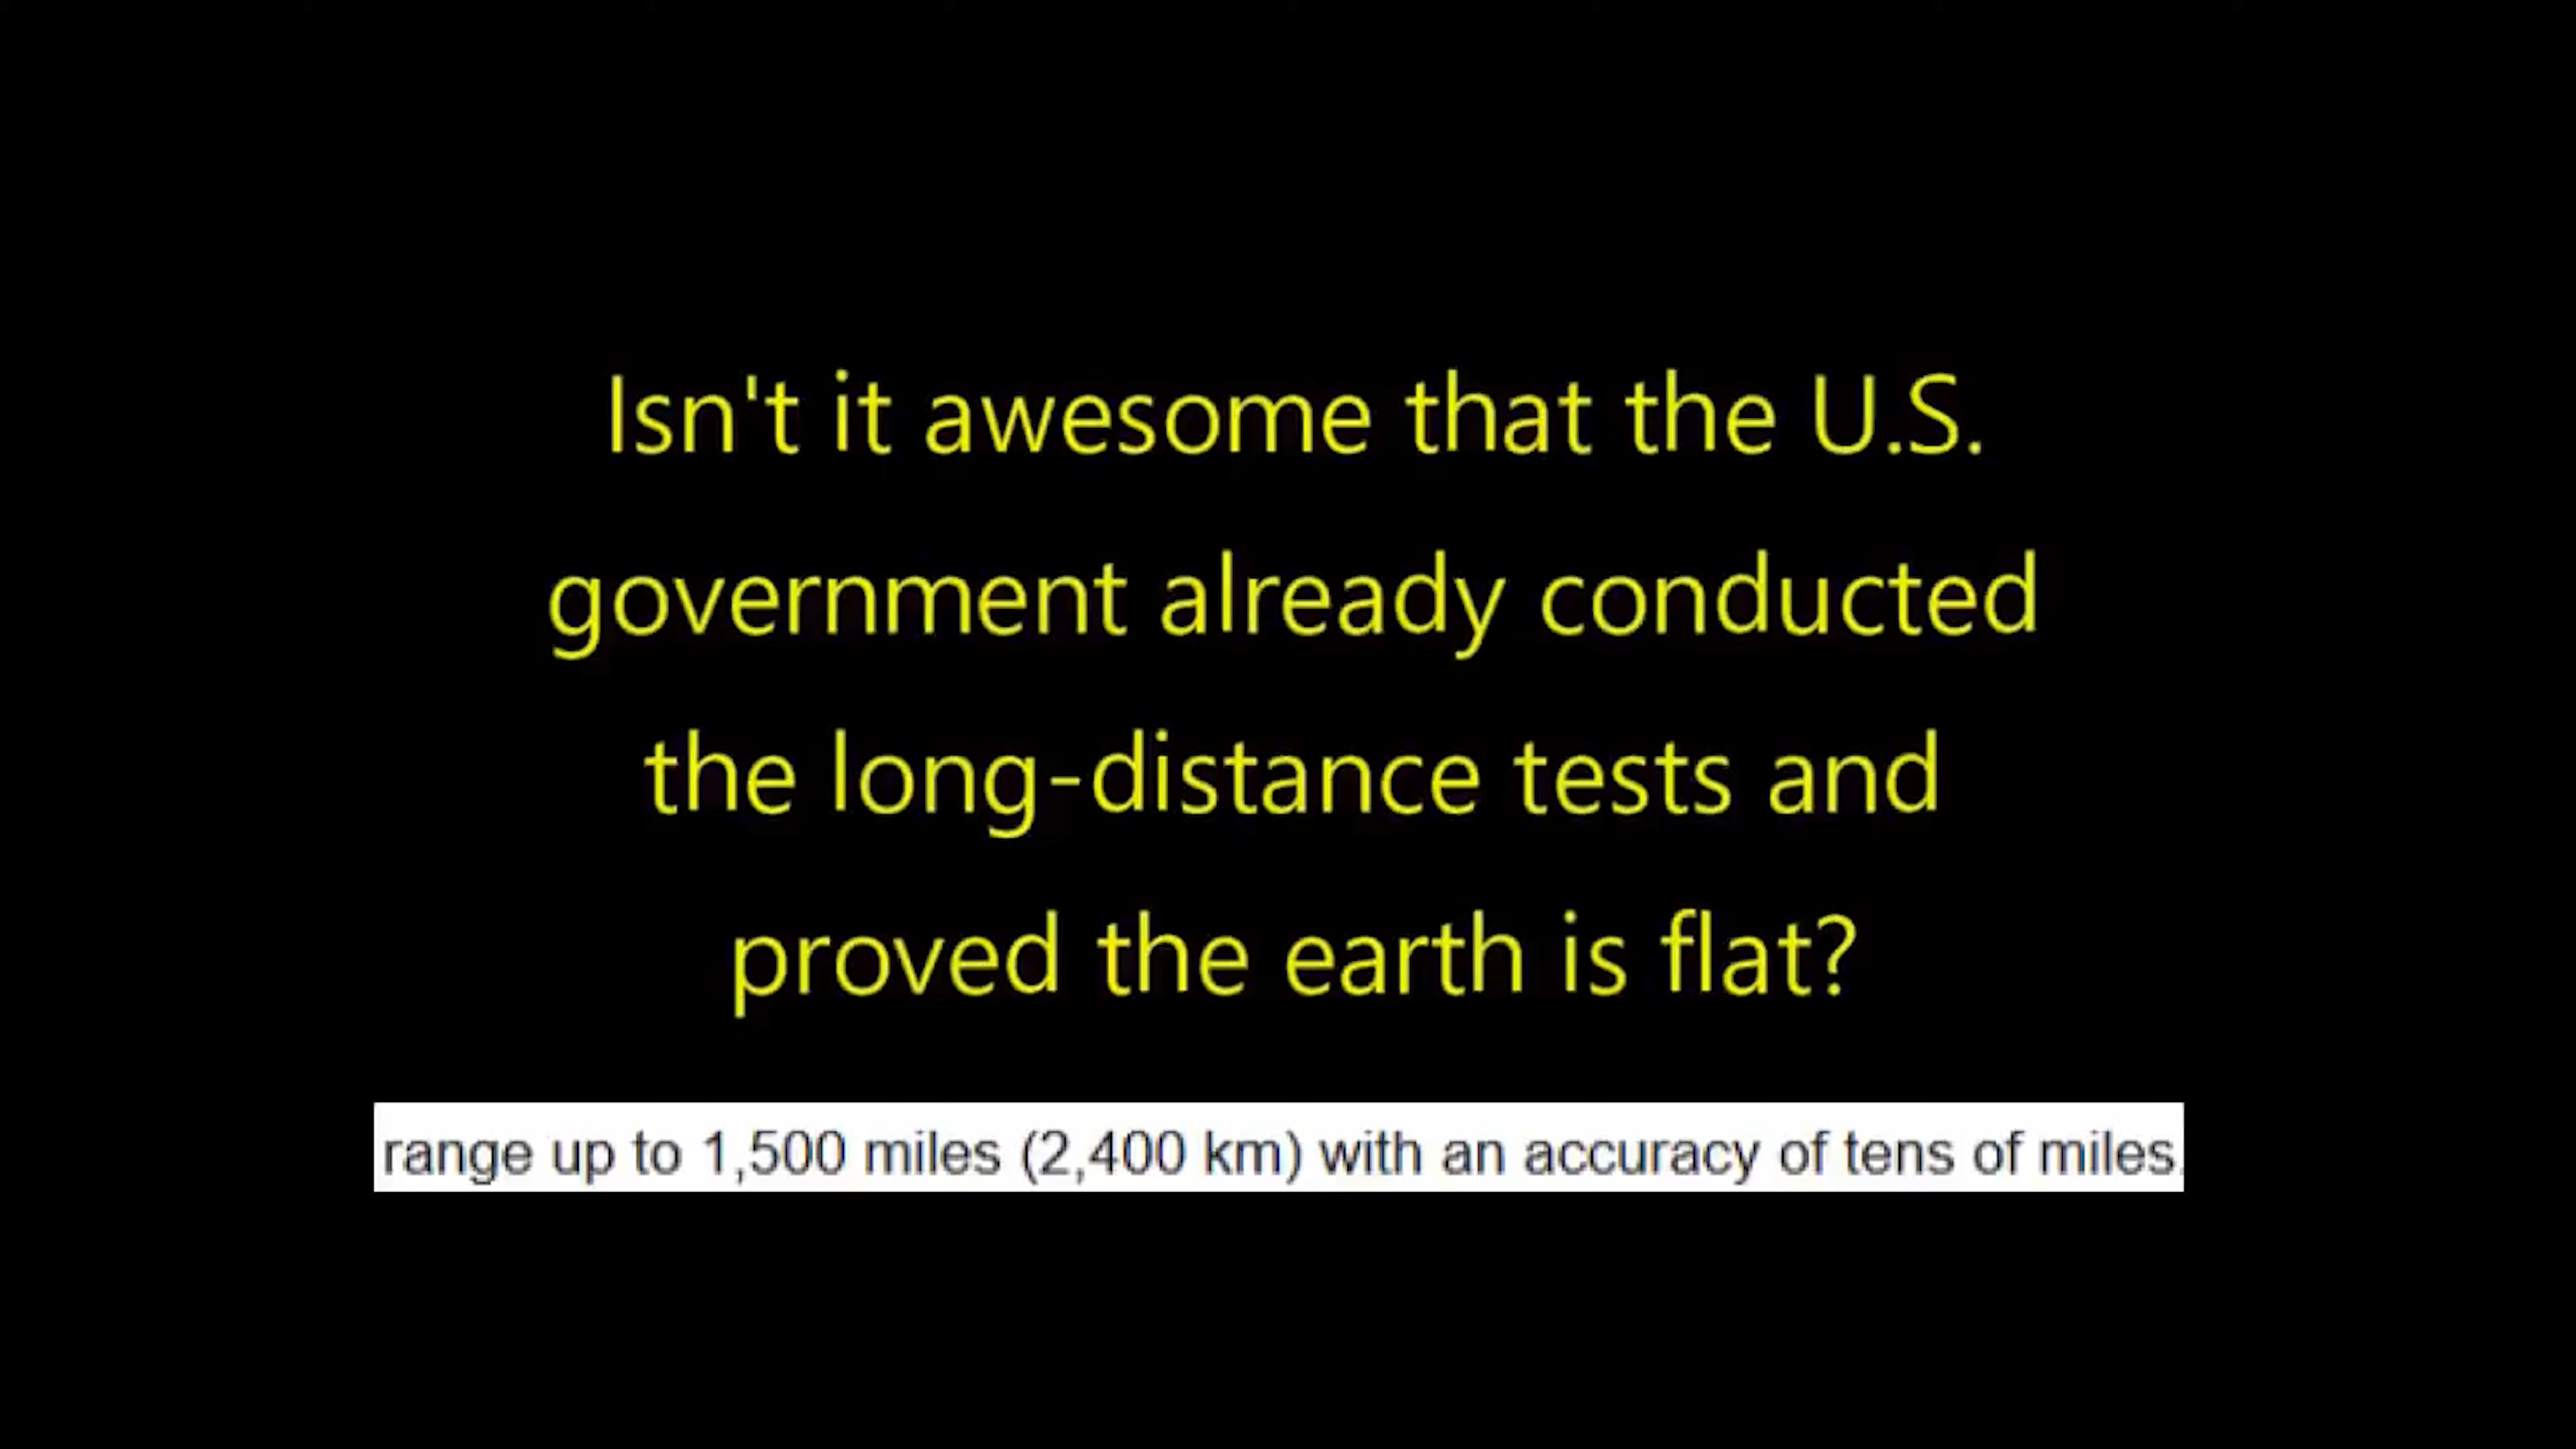 Isn't it awesome that the U.S.
government already conducted
the long-distance tests and
proved the earth is flat?
range up to 1,500 miles (2,400 km) with an accuracy of tens of miles.